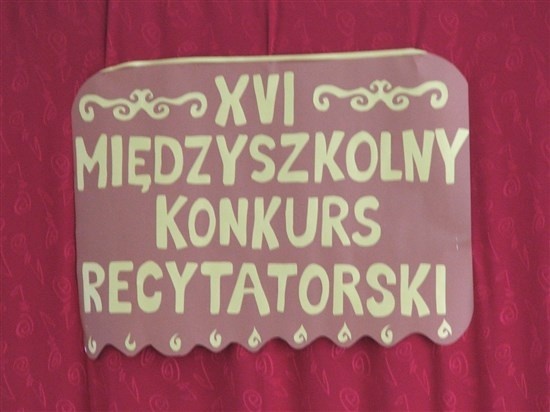 XVI
MIĘDZYSZKOLNY
KONKURS
RECYTATORSKI